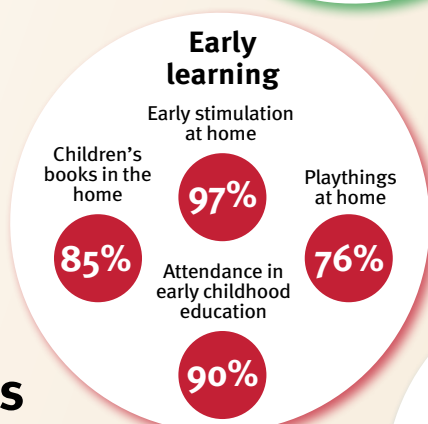 Early
learning
Early stimulation
at home
97%
Children’s
books in the
home
85%
Playthings
at home
76%
Attendance in
early childhood
education
90%
s